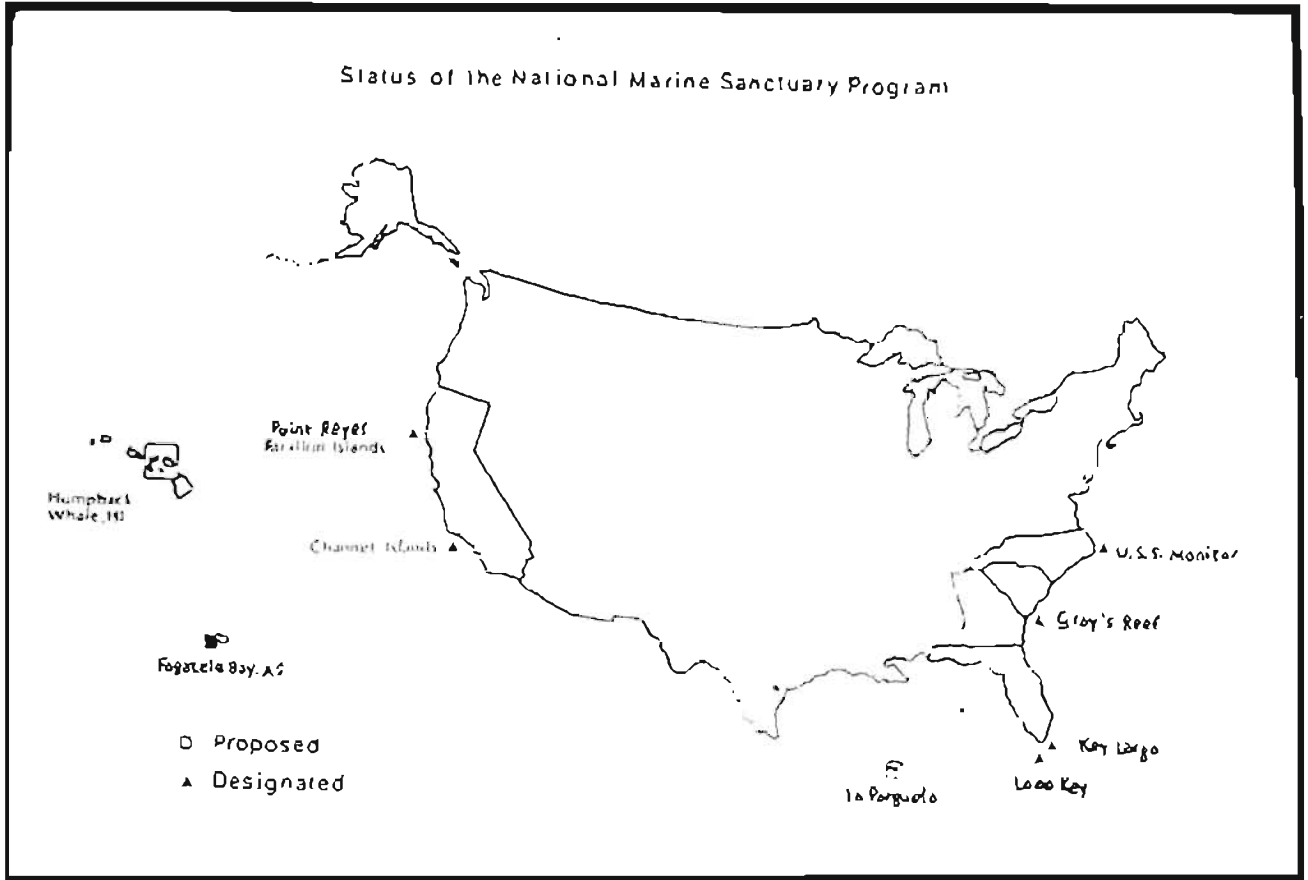 Status of the National Marine Sanctuary Program
Point Reyes
Farallon Islands
Humpback
Whale, HI
Channel Islands
U.S.S. Monitor
Gray's Reef
Fagatele Bay. AS
Proposed
Designated
Key Largo
Looe Key
La Parguera